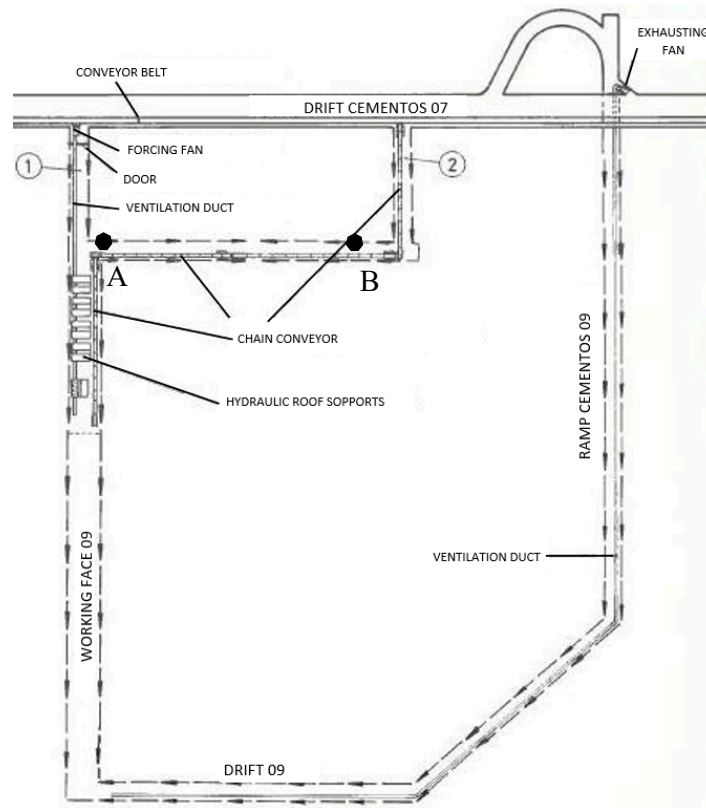 EXHAUSTING
FAN
CONVEYOR BELT
DRIFT CEMENTOS 07
FORCING FAN
1
2
DOOR
VENTILATION DUCT
A
B
CHAIN CONVEYOR
HYDRAULIC ROOF SOPPORTS
RAMP CEMENTOS 09
VENTILATION DUCT
WORKING FACE 09
DRIFT 09